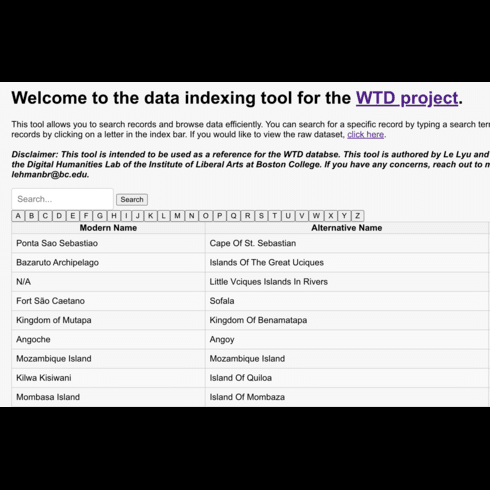 Welcome to the data indexing tool for the WTD project.
This tool allows you to search records and browse data efficiently. You can search for a specific record by typing a search
records by clicking on a letter in the index bar. If you would like to view the raw dataset, click here.
Disclaimer: This tool is intended to be used as a reference for the WTD databse. This tool is authored by Le Lyu and
the Digital Humanities Lab of the Institute of Liberal Arts at Boston College. If you have any concerns, reach out to
lehmanbr@bc.edu.
Search... Search
A B C D E F G H I J K L M N O P Q R S T U V W X Y Z
Modern Name Alternative Name
Ponta Sao Sebastiao Cape Of St. Sebastian
Bazaruto Archipelago Islands Of The Great Uciques
N/A Little Vciques Islands In Rivers
Fort São Caetano Sofala
Kingdom of Mutapa Kingdom Of Benamatapa
Angoche Angoy
Mozambique Island Mozambique Island
Kilwa Kisiwani Island Of Quiloa
Mombasa Island Island Of Mombaza